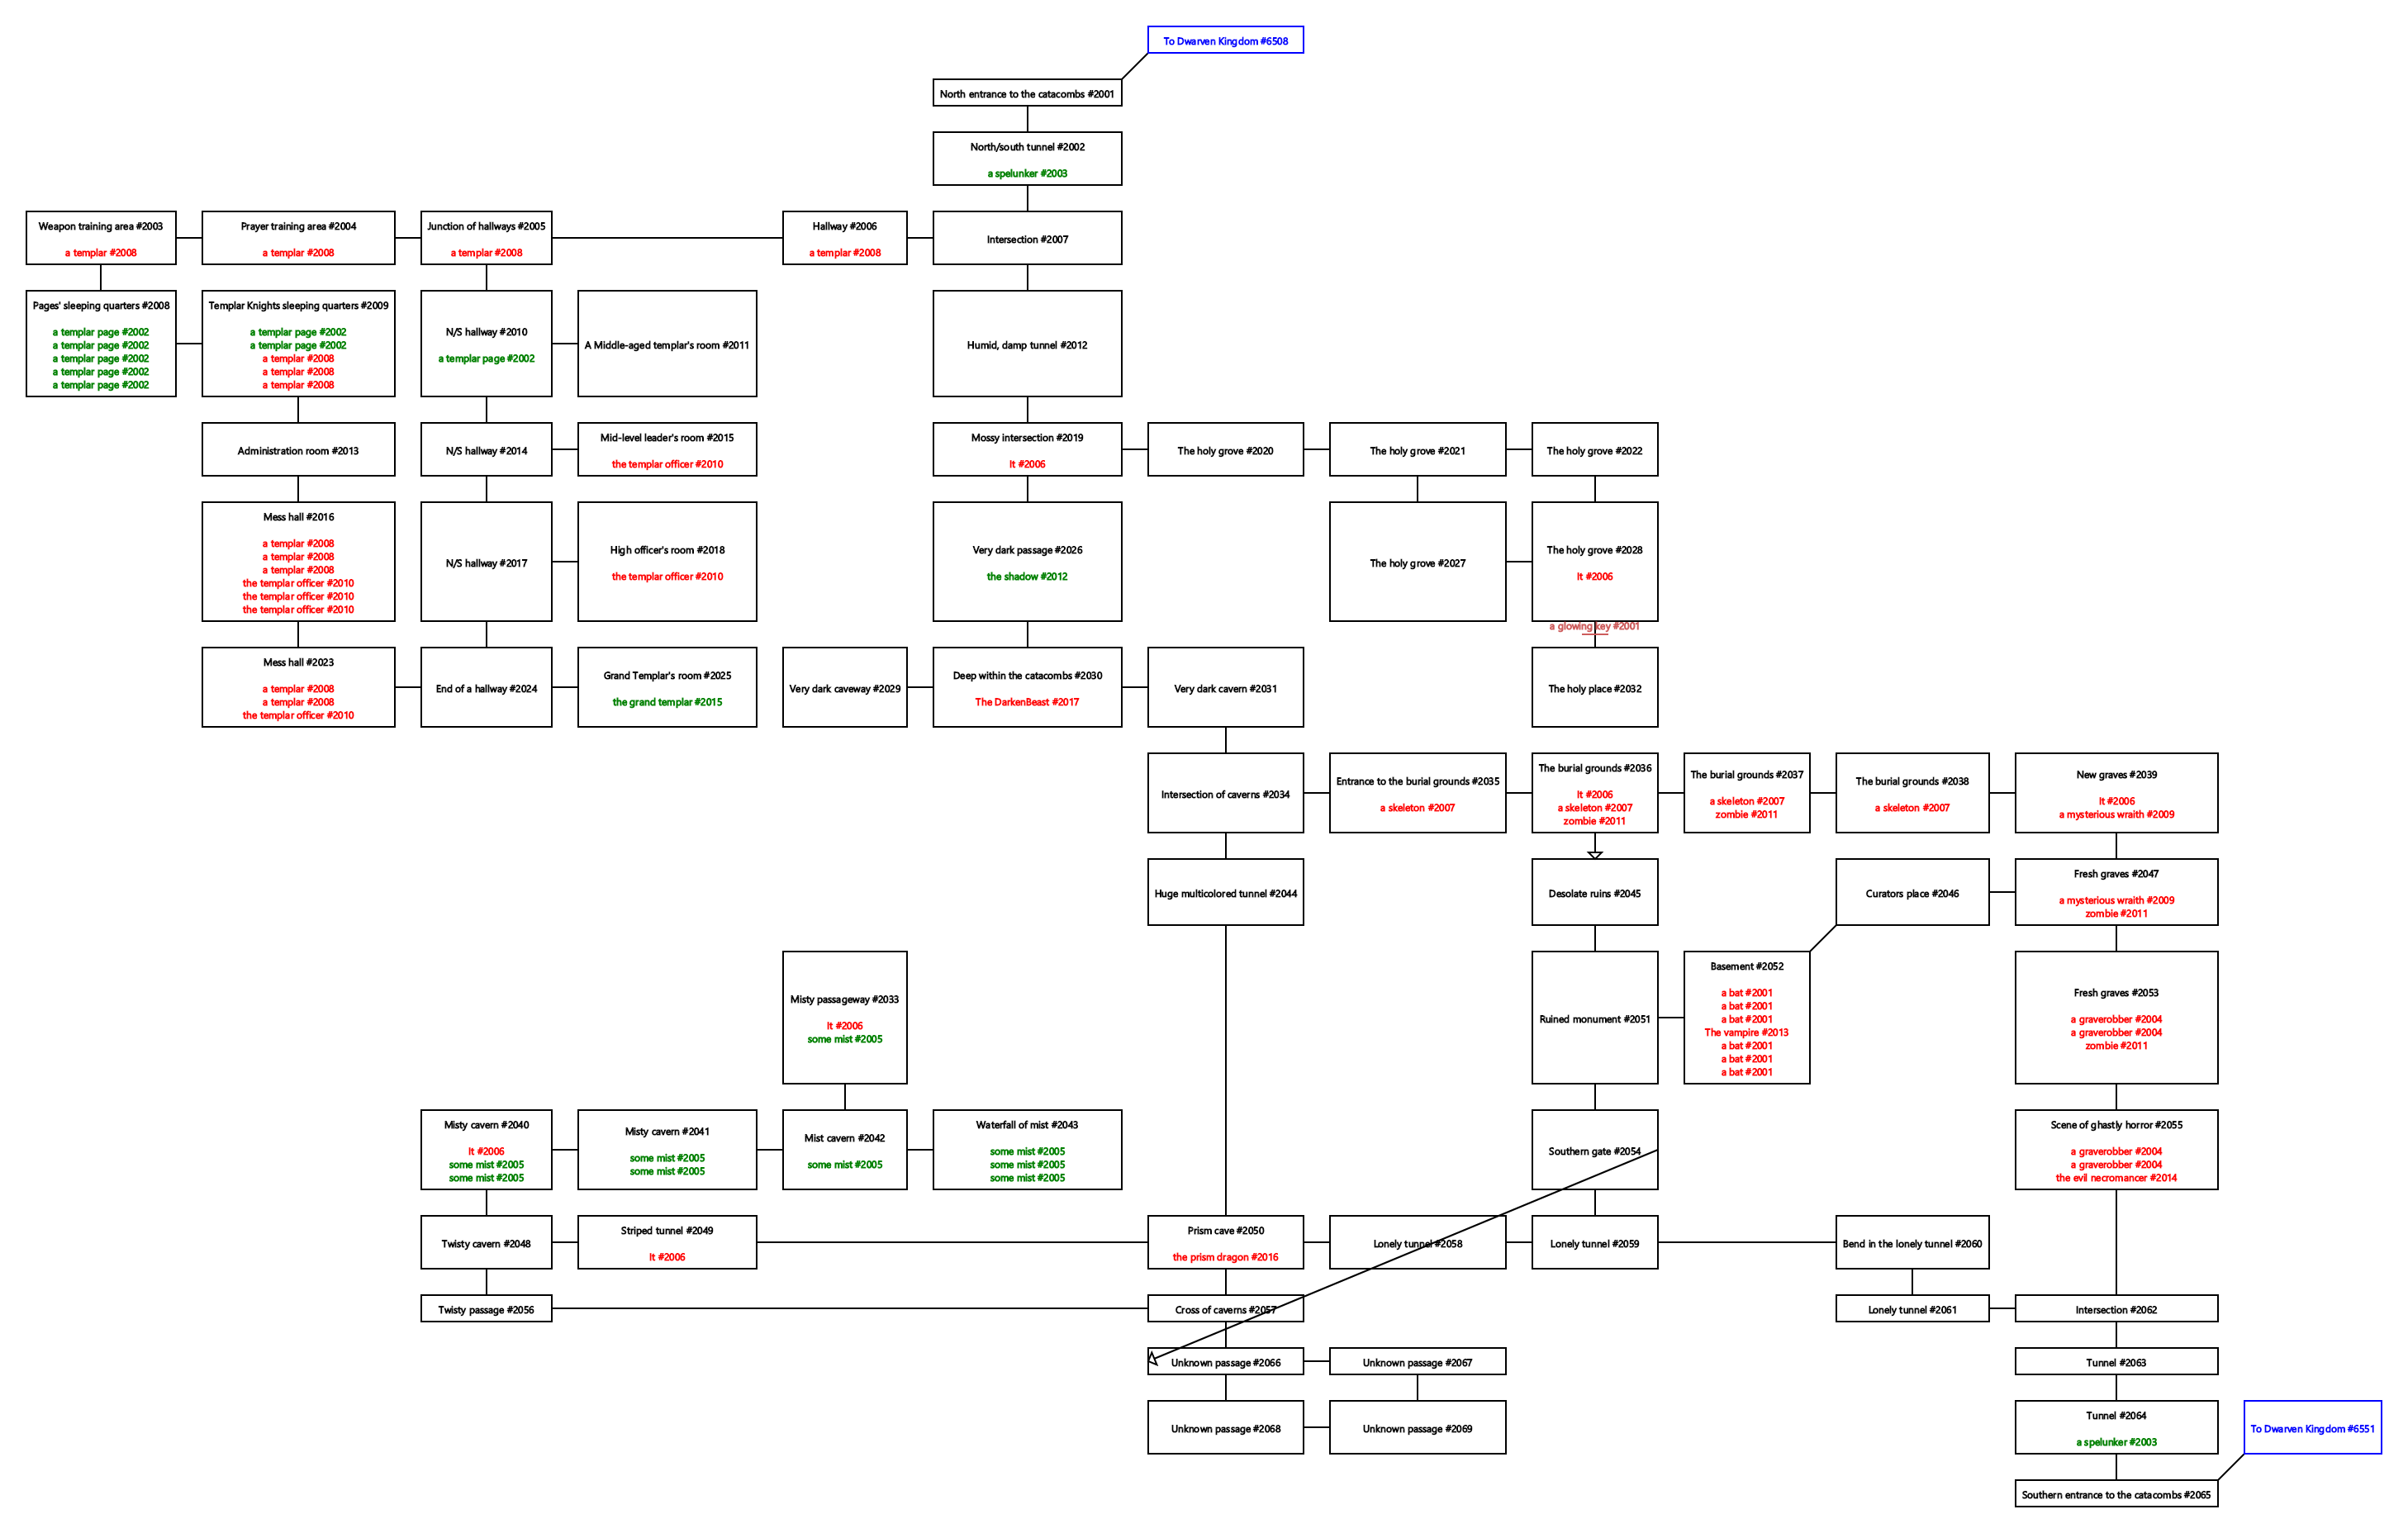 To Dwarven Kingdom #6508
North entrance to the catacombs #2001
North/south tunnel #2002
a spelunker #2003
Weapon training area #2003
a templar #2008
Prayer training area #2004
a templar #2008
Junction of hallways #2005
a templar #2008
Hallway #2006
a templar #2008
Intersection #2007
Pages' sleeping quarters #2008
a templar page #2002
a templar page #2002
a templar page #2002
a templar page #2002
a templar page #2002
Templar Knights sleeping quarters #2009
a templar page #2002
a templar page #2002
a templar #2008
a templar #2008
a templar #2008
N/S hallway #2010
a templar page #2002
A Middle-aged templar's room #2011
Humid, damp tunnel #2012
Administration room #2013
N/S hallway #2014
Mid-level leader's room #2015
the templar officer #2010
Mossy intersection #2019
It #2006
The holy grove #2020
The holy grove #2021
The holy grove #2022
Mess hall #2016
a templar #2008
a templar #2008
a templar #2008
the templar officer #2010
the templar officer #2010
the templar officer #2010
N/S hallway #2017
High officer's room #2018
the templar officer #2010
Very dark passage #2026
the shadow #2012
The holy grove #2027
The holy grove #2028
It #2006
a glowing key #2001
Mess hall #2023
a templar #2008
a templar #2008
the templar officer #2010
End of a hallway #2024
Grand Templar's room #2025
the grand templar #2015
Very dark caveway #2029
Deep within the catacombs #2030
The DarkenBeast #2017
Very dark cavern #2031
The holy place #2032
Intersection of caverns #2034
Entrance to the burial grounds #2035
a skeleton #2007
The burial grounds #2036
It #2006
a skeleton #2007
zombie #2011
The burial grounds #2037
a skeleton #2007
zombie #2011
The burial grounds #2038
a skeleton #2007
New graves #2039
It #2006
a mysterious wraith #2009
Huge multicolored tunnel #2044
Desolate ruins #2045
Curators place #2046
Fresh graves #2047
a mysterious wraith #2009
zombie #2011
Misty passageway #2033
It #2006
some mist #2005
Ruined monument #2051
Basement #2052
a bat #2001
a bat #2001
a bat #2001
The vampire #2013
a bat #2001
a bat #2001
a bat #2001
Fresh graves #2053
a graverobber #2004
a graverobber #2004
zombie #2011
Misty cavern #2040
It #2006
some mist #2005
some mist #2005
Misty cavern #2041
some mist #2005
some mist #2005
Mist cavern #2042
some mist #2005
Waterfall of mist #2043
some mist #2005
some mist #2005
some mist #2005
Southern gate #2054
Scene of ghastly horror #2055
a graverobber #2004
a graverobber #2004
the evil necromancer #2014
Twisty cavern #2048
Striped tunnel #2049
It #2006
Prism cave #2050
the prism dragon #2016
Lonely tunnel #2058
Lonely tunnel #2059
Bend in the lonely tunnel #2060
Twisty passage #2056
Cross of caverns #2057
Lonely tunnel #2061
Intersection #2062
Unknown passage #2066
Unknown passage #2067
Tunnel #2063
Unknown passage #2068
Unknown passage #2069
Tunnel #2064
a spelunker #2003
To Dwarven Kingdom #6551
Southern entrance to the catacombs #2065